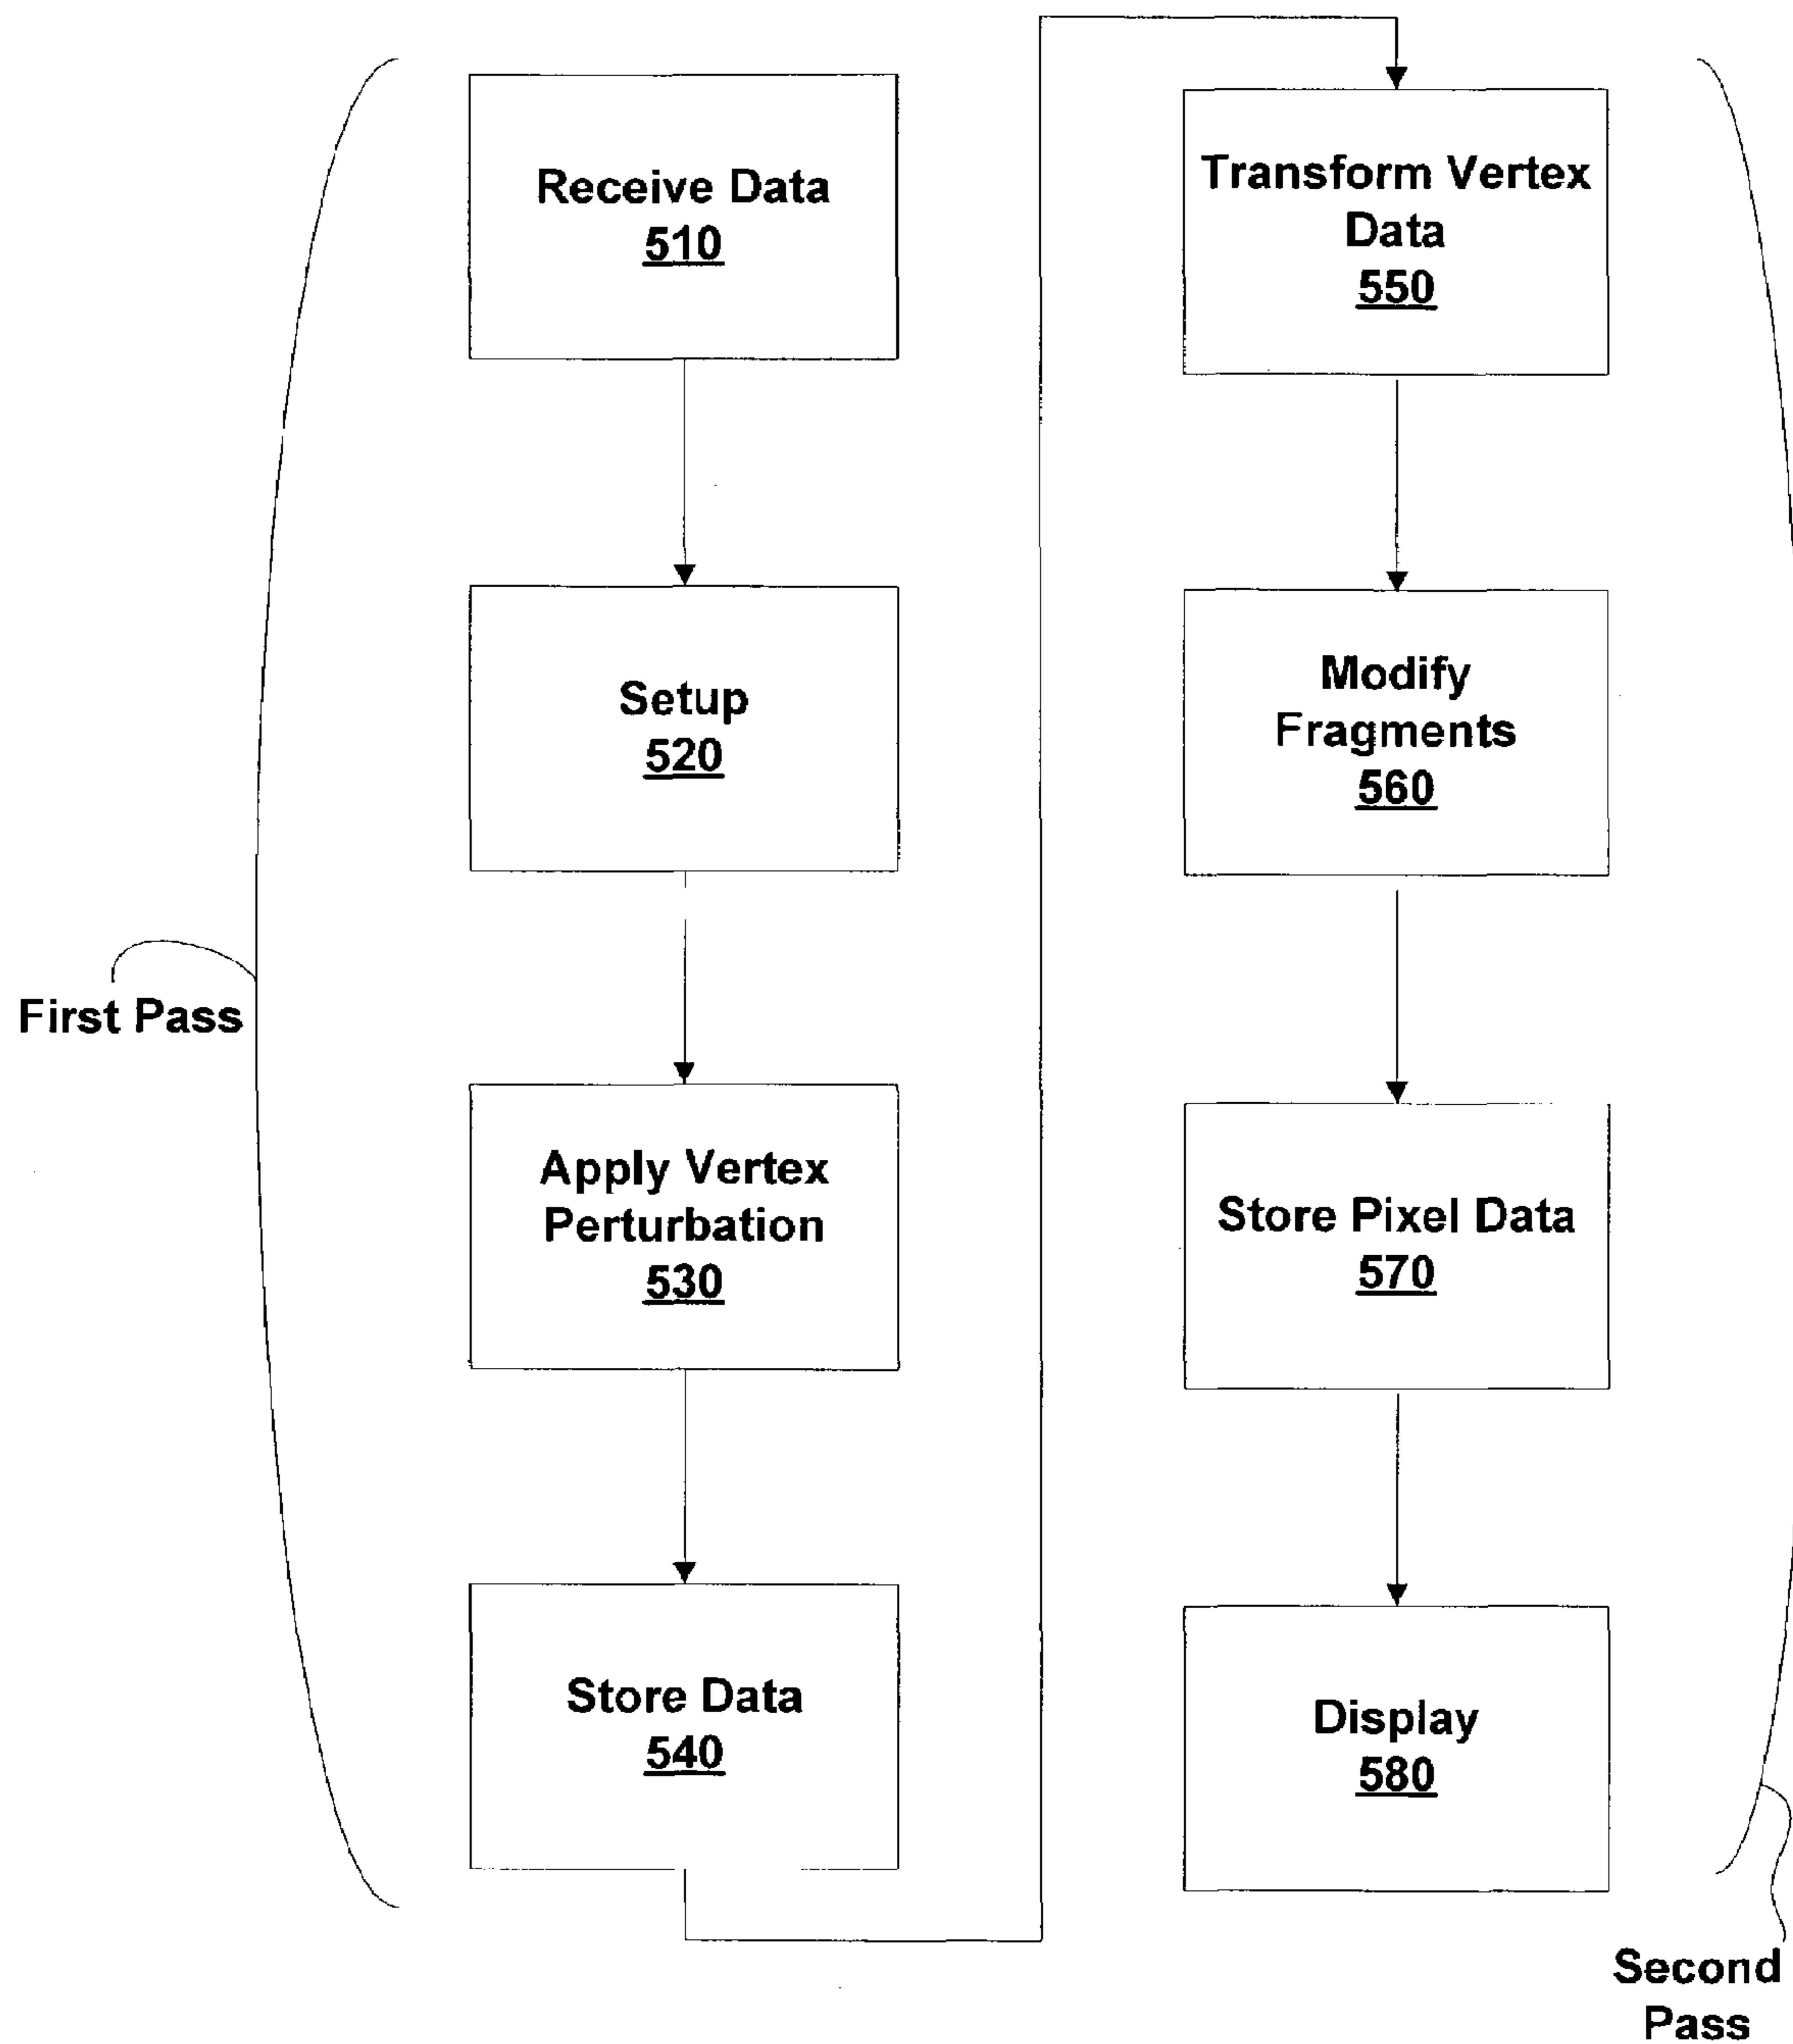 Receive Data
510
Setup
520
Apply Vertex
Perturbation
530
Store Data
540
First Pass
Transform Vertex
Data
550
Modify
Fragments
560
Store Pixel Data
570
Display
580
Second
Pass